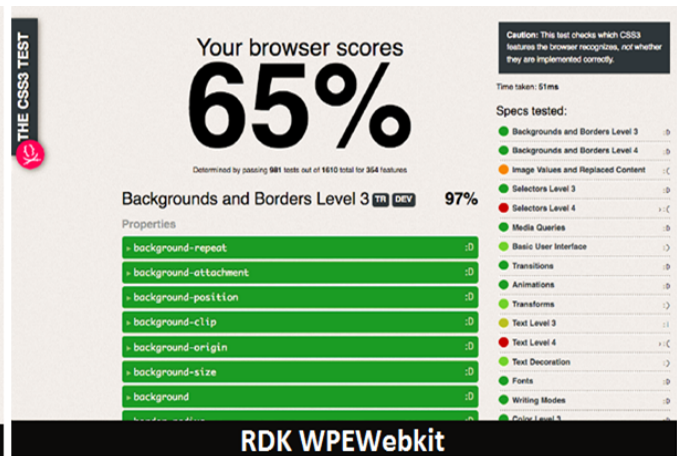 THE CSS3 TEST
Your browser scores
65%
Determined by passing 981 tests out of 1610 total for 354 features
Backgrounds and Borders Level 3 TR DEV 97%
Properties
▸ background-repeat :D
▸ background-attachment :D
▸ background-position :D
▸ background-clip :D
▸ background-origin :D
▸ background-size :D
▸ background :D
Caution: This test checks which CSS3
features the browser recognizes, not whether
they are implemented correctly.
Time taken: 51ms
Specs tested:
Backgrounds and Borders Level 3 :D
Backgrounds and Borders Level 4 :D
Image Values and Replaced Content :(
Selectors Level 3 :D
Selectors Level 4 >:(
Media Queries :D
Basic User Interface :)
Transitions :D
Animations :D
Transforms :)
Text Level 3 :|
Text Level 4 >:(
Text Decoration :)
Fonts :D
Writing Modes :D
Color Level 3 :D
RDK WPEWebkit